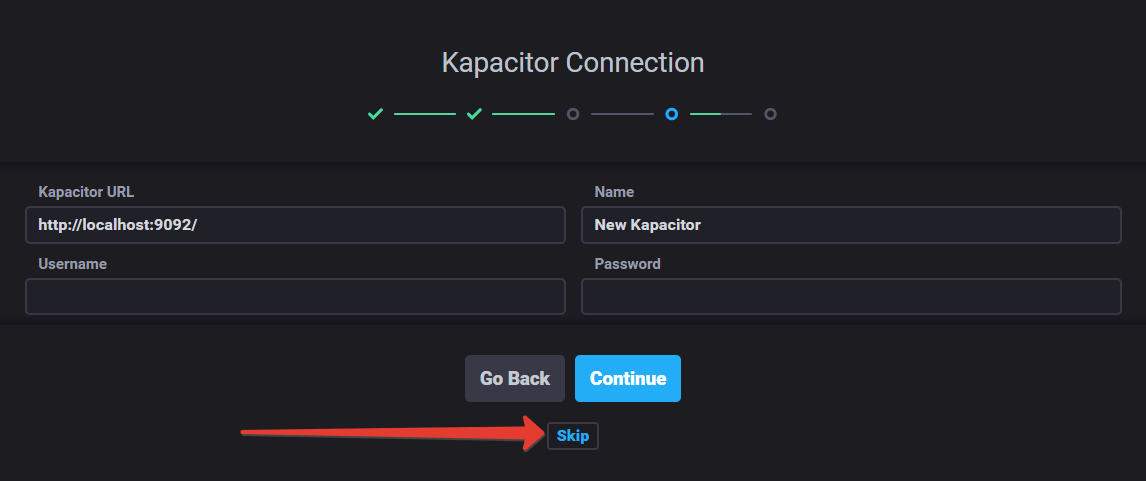 Kapacitor Connection
Kapacitor URL
Name
http://localhost:9092/
New Kapacitor
Username
Password
Go Back
Continue
Skip